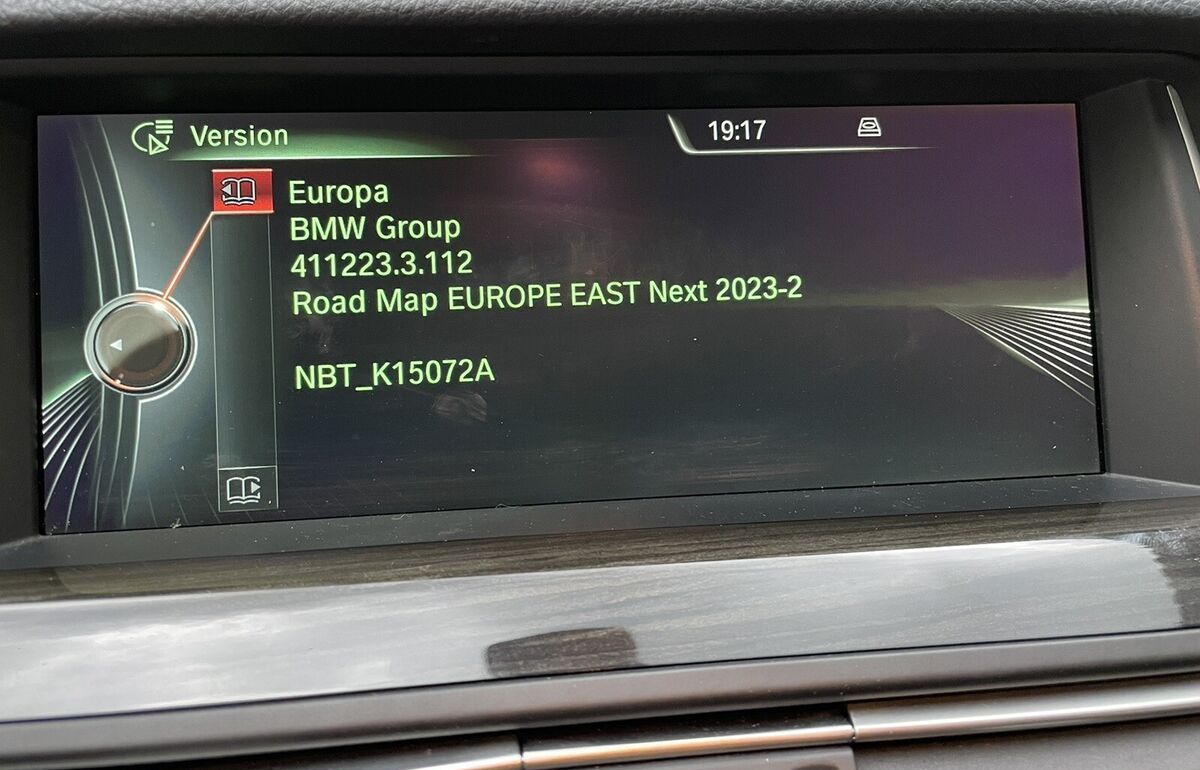 Version
19:17
Europa
BMW Group
411223.3.112
Road Map EUROPE EAST Next 2023-2
NBT_K15072A